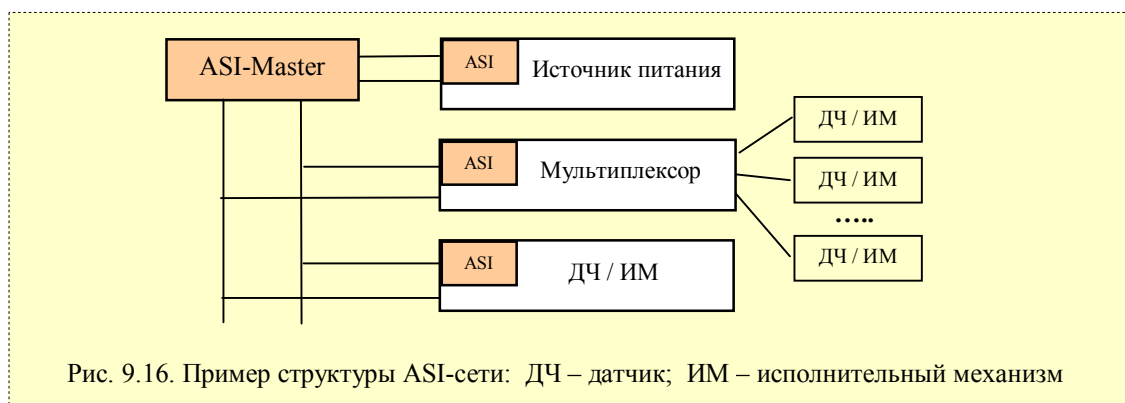 ASI-Master
ASI
Источник питания
ASI
Мультиплексор
ДЧ / ИМ
ДЧ / ИМ
.....
ДЧ / ИМ
ASI
ДЧ / ИМ
Рис. 9.16. Пример структуры ASI-сети: ДЧ – датчик; ИМ – исполнительный механизм